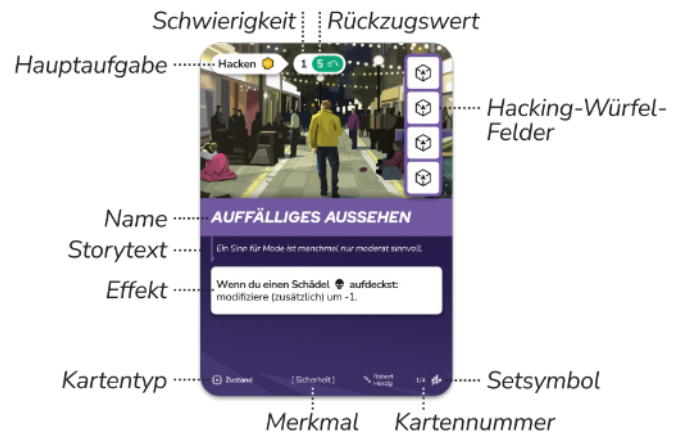 Schwierigkeit Rückzugswert
Hauptaufgabe
Hacken 1 5
Hacking-Würfel-
Felder
Name
AUFFÄLLIGES AUSSEHEN
Storytext
Ein Sinn für Mode ist manchmal nur moderat sinnvoll.
Effekt
Wenn du einen Schädel aufdeckst:
modifiziere (zusätzlich) um -1.
Kartentyp
Zustand
[Sicherheit]
Robert
Herzig
1/4
Setsymbol
Merkmal Kartennummer